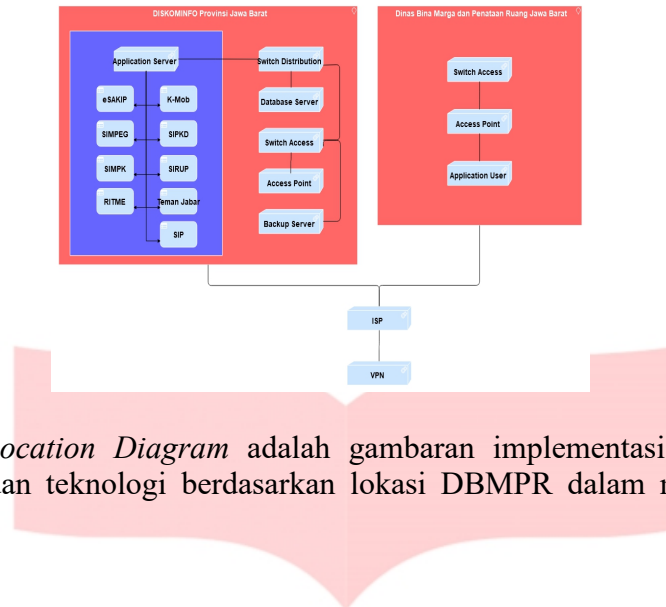 DISKOMINFO Provinsi Jawa Barat
Application Server
eSAKIP
K-Mob
SIMPEG
SIPKD
SIMPK
SIRUP
RITME
Teman Jabar
SIP
Switch Distribution
Database Server
Switch Access
Access Point
Backup Server
Dinas Bina Marga dan Penataan Ruang Jawa Barat
Switch Access
Access Point
Application User
ISP
VPN
ocation Diagram adalah gambaran implementasi
teknologi berdasarkan lokasi DBMPR dalam